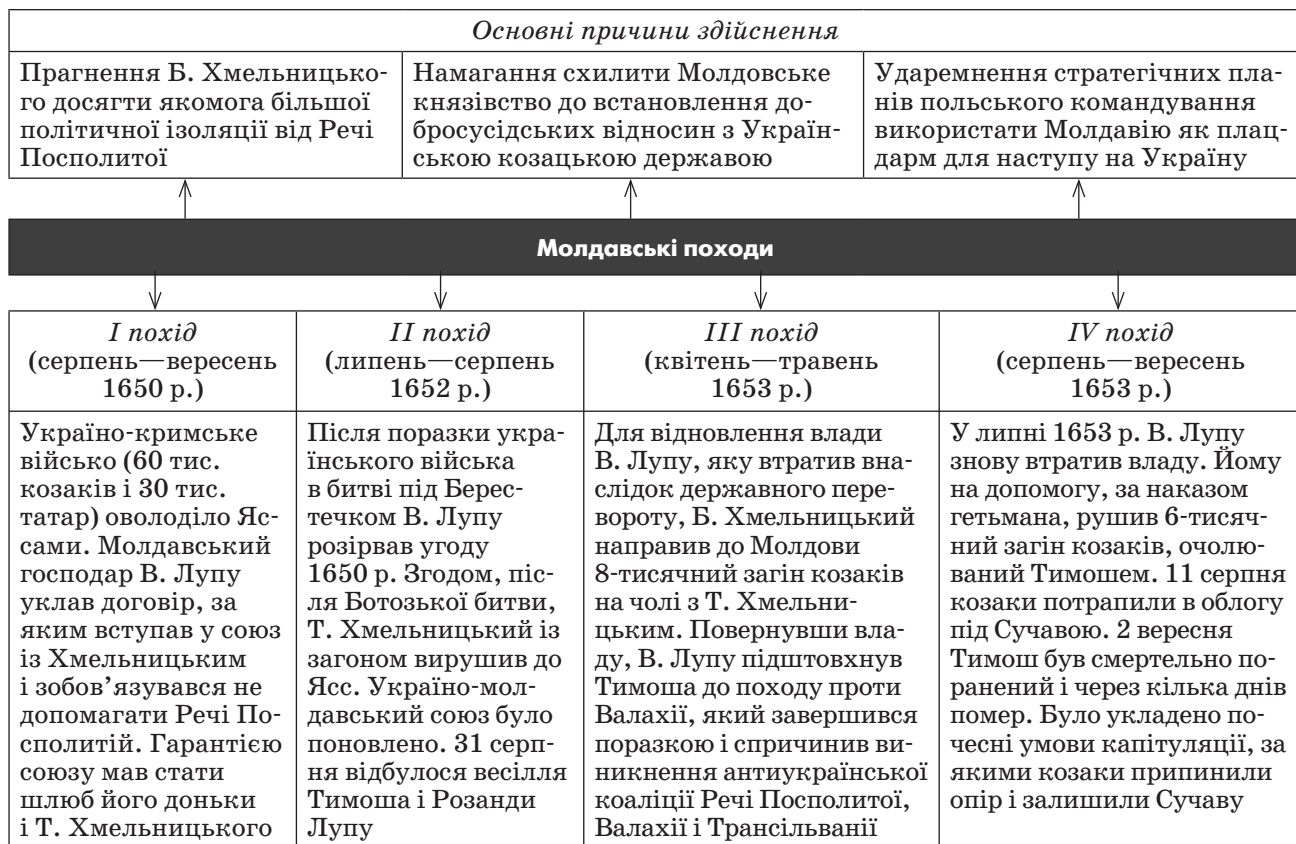 Основні причини здійснення
Прагнення Б. Хмельницько-
го досягти якомога більшої
політичної ізоляції від Речі
Посполитої
Намагання схилити Молдовське
князівство до встановлення до-
бросусідських відносин з Україн-
ською козацькою державою
Ударемнення стратегічних пла-
нів польського командування
використати Молдавію як плац-
дарм для наступу на Україну
Молдавські походи
I похід
(серпень—вересень
1650 р.)
Україно-кримське
військо (60 тис.
козаків і 30 тис.
татар) оволоділо Яс-
сами. Молдавський
господар В. Лупу
уклав договір, за
яким вступав у союз
із Хмельницьким
і зобов’язувався не
допомагати Речі По-
сполитій. Гарантією
союзу мав стати
шлюб його доньки
і Т. Хмельницького
II похід
(липень—серпень
1652 р.)
Після поразки укра-
їнського війська
в битві під Берес-
течком В. Лупу
розірвав угоду
1650 р. Згодом, піс-
ля Ботозької битви,
Т. Хмельницький із
загоном вирушив до
Ясс. Україно-мол-
давський союз було
поновлено. 31 серп-
ня відбулося весілля
Тимоша і Розанди
Лупу
III похід
(квітень—травень
1653 р.)
Для відновлення влади
В. Лупу, яку втратив вна-
слідок державного пере-
вороту, Б. Хмельницький
направив до Молдови
8-тисячний загін козаків
на чолі з Т. Хмельни-
цьким. Повернувши вла-
ду, В. Лупу підштовхнув
Тимоша до походу проти
Валахії, який завершився
поразкою і спричинив ви-
никнення антиукраїнської
коаліції Речі Посполитої,
Валахії і Трансільванії
IV похід
(серпень—вересень
1653 р.)
У липні 1653 р. В. Лупу
знову втратив владу. Йому
на допомогу, за наказом
гетьмана, рушив 6-тисяч-
ний загін козаків, очолю-
ваний Тимошем. 11 серпня
козаки потрапили в облогу
під Сучавою. 2 вересня
Тимош був смертельно по-
ранений і через кілька днів
помер. Було укладено по-
чесні умови капітуляції, за
якими козаки припинили
опір і залишили Сучаву